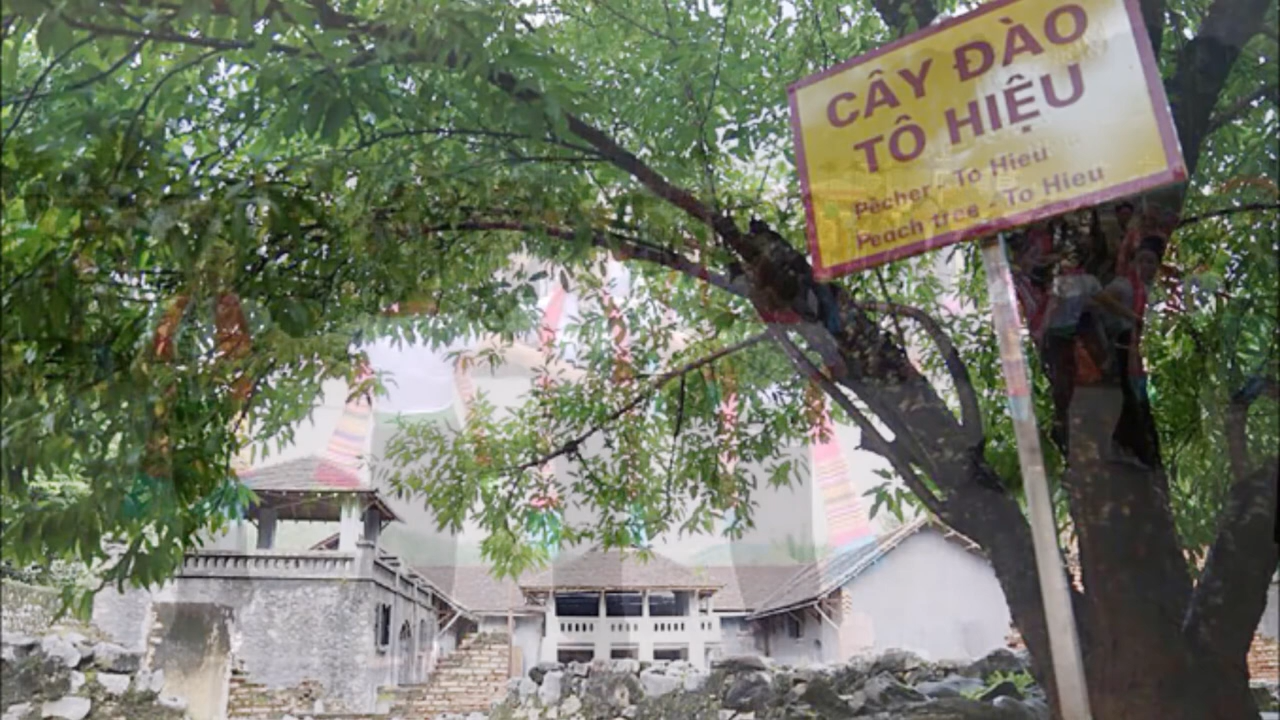 CÂY ĐÀO
TÔ HIỆU
Pêcher - To Hieu
Peach tree - To Hieu